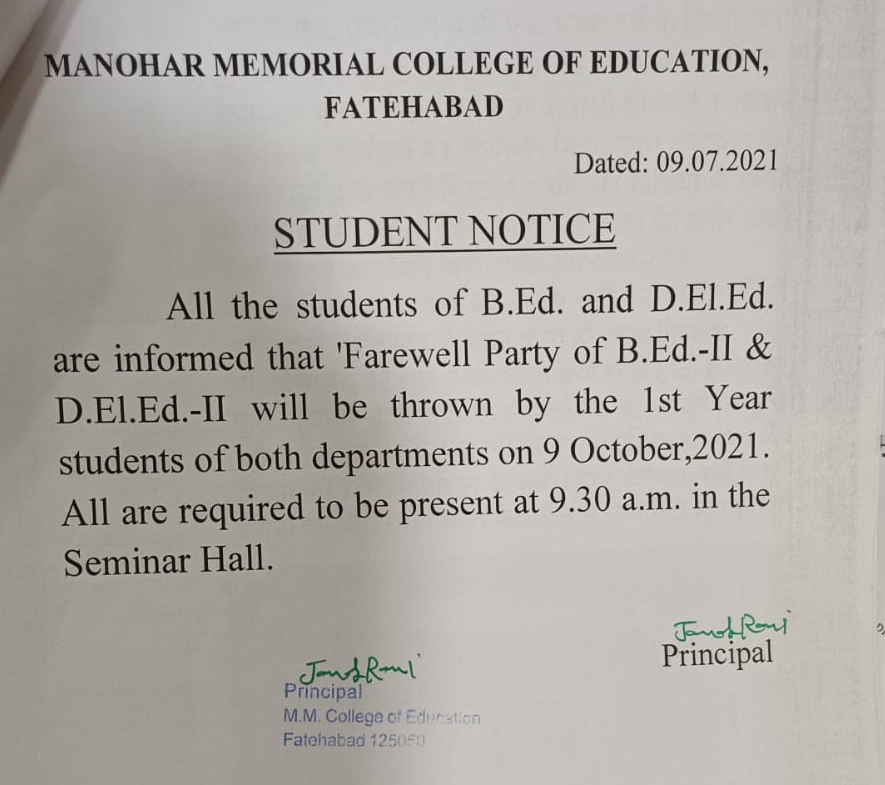 MANOHAR MEMORIAL COLLEGE OF EDUCATION,
FATEHABAD
Dated: 09.07.2021
STUDENT NOTICE
All the students of B.Ed. and D.El.Ed.
are informed that 'Farewell Party of B.Ed.-II &
D.El.Ed.-II will be thrown by the 1st Year
students of both departments on 9 October,2021.
All are required to be present at 9.30 a.m. in the
Seminar Hall.
Principal
Principal
M.M. College of Education
Fatehabad 125050